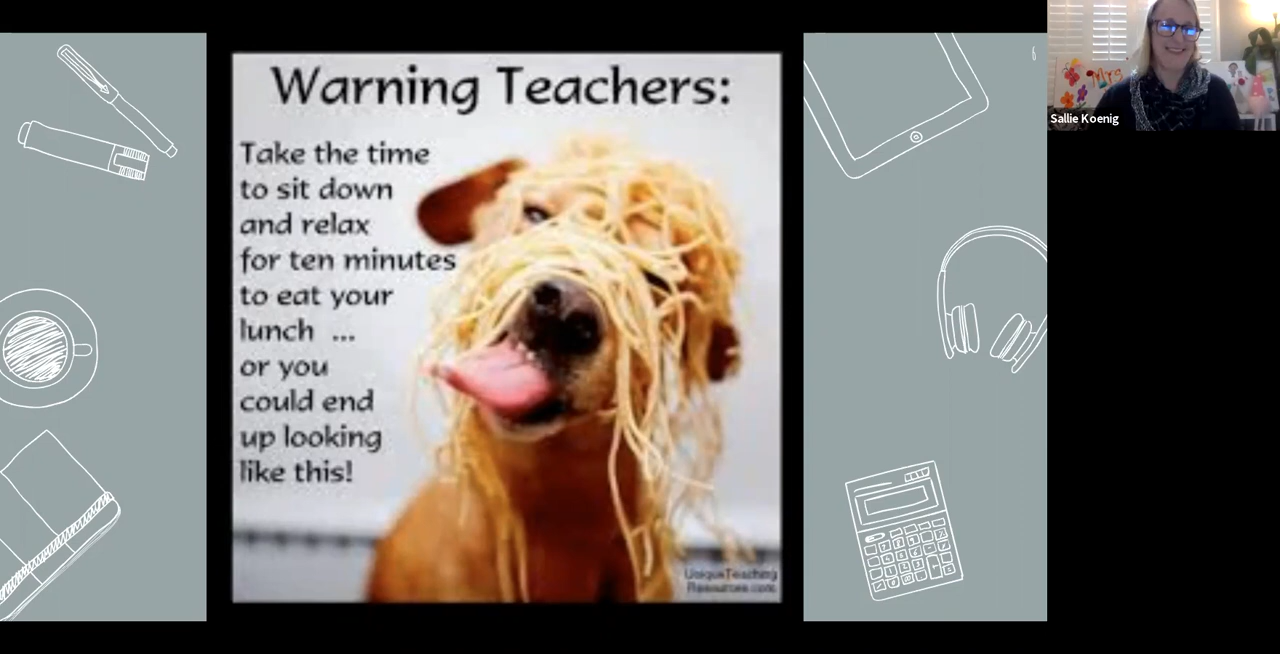 Warning Teachers:
Take the time
to sit down
and relax
for ten minutes
to eat your
lunch ...
or you
could end
up looking
like this!
UniqueTeaching
Resources.com
Sallie Koenig
Mrs